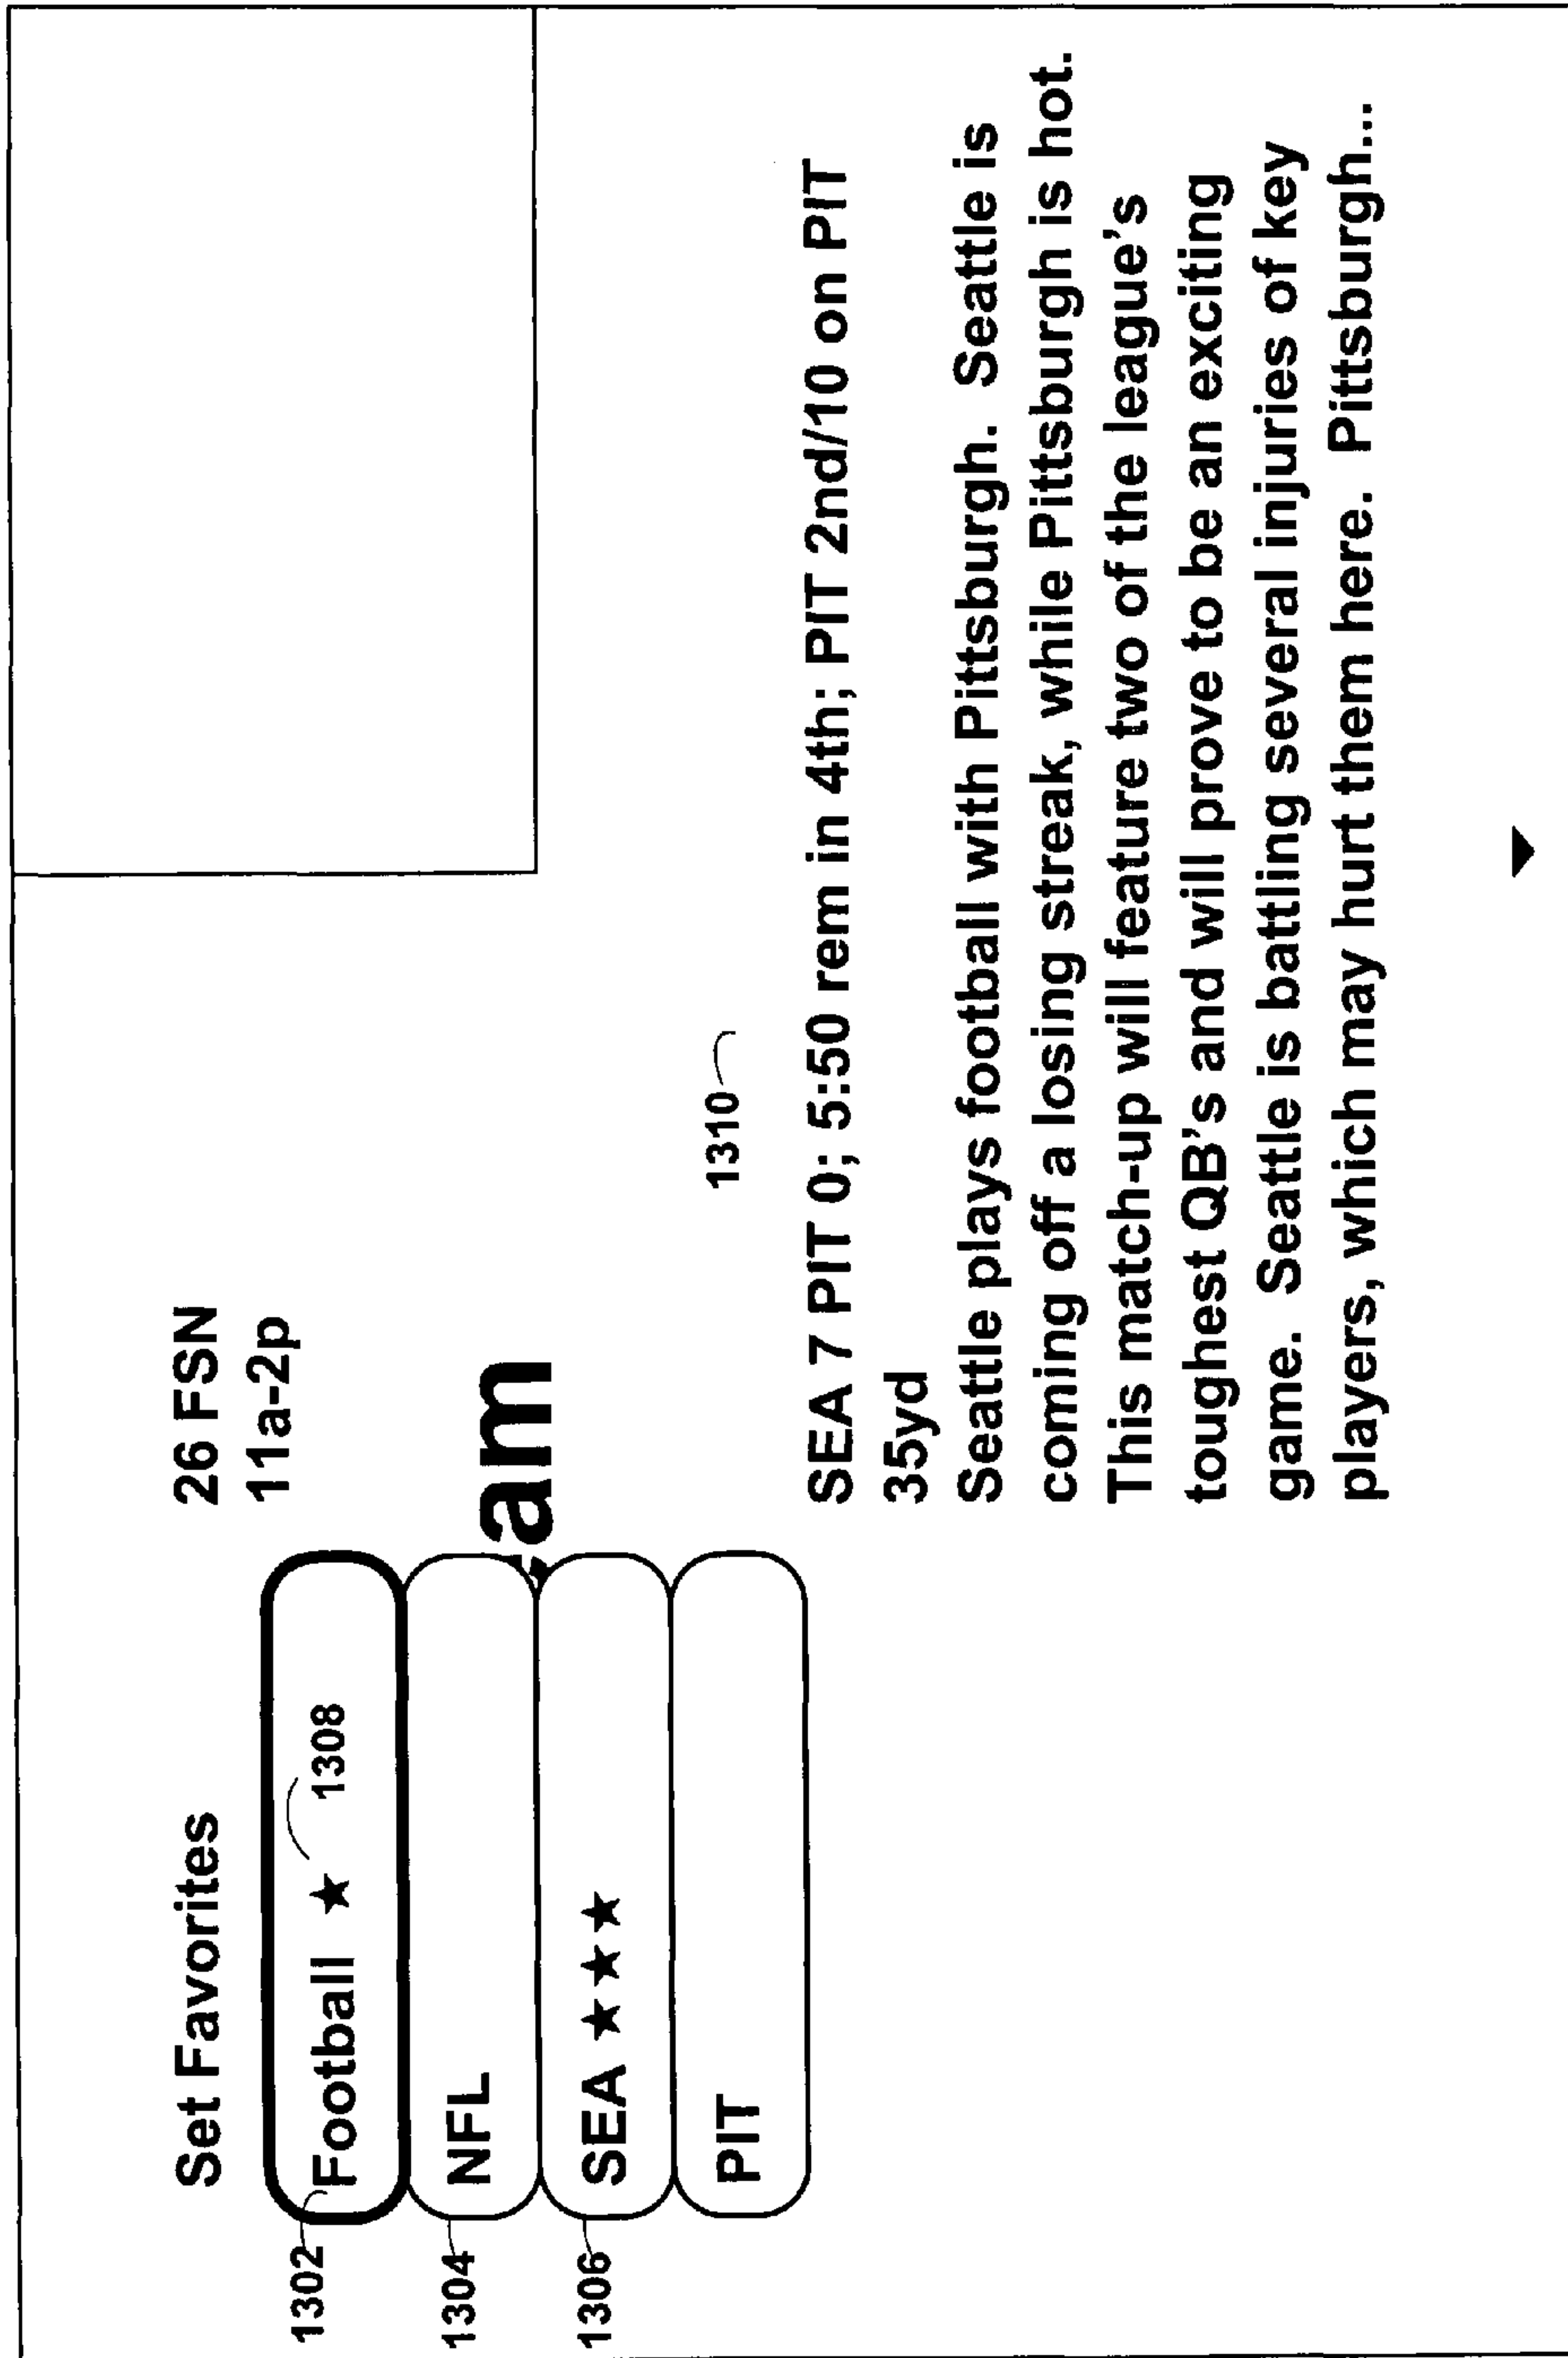 Set Favorites
26 FSN
11a-2p
1302
Football ★
1308
1304
NFL
am
1306
SEA ★★★
PIT
1310
SEA 7 PIT 0; 5:50 rem in 4th; PIT 2nd/10 on PIT
35yd
Seattle plays football with Pittsburgh. Seattle is
coming off a losing streak, while Pittsburgh is hot.
This match-up will feature two of the league's
toughest QB's and will prove to be an exciting
game. Seattle is battling several injuries of key
players, which may hurt them here. Pittsburgh...